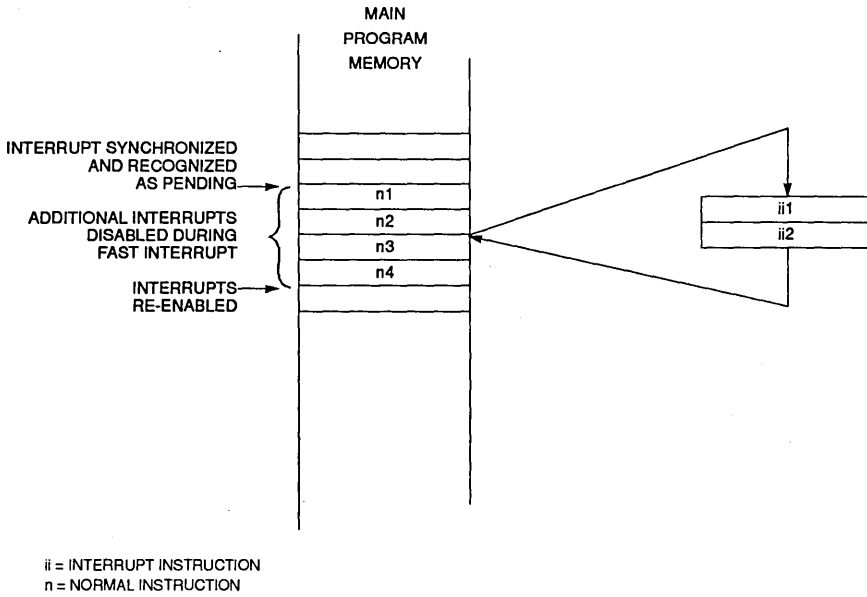 MAIN
PROGRAM
MEMORY
INTERRUPT SYNCHRONIZED
AND RECOGNIZED
AS PENDING
n1
ADDITIONAL INTERRUPTS
DISABLED DURING
FAST INTERRUPT
n2
n3
n4
INTERRUPTS
RE-ENABLED
ii1
ii2
ii = INTERRUPT INSTRUCTION
n = NORMAL INSTRUCTION